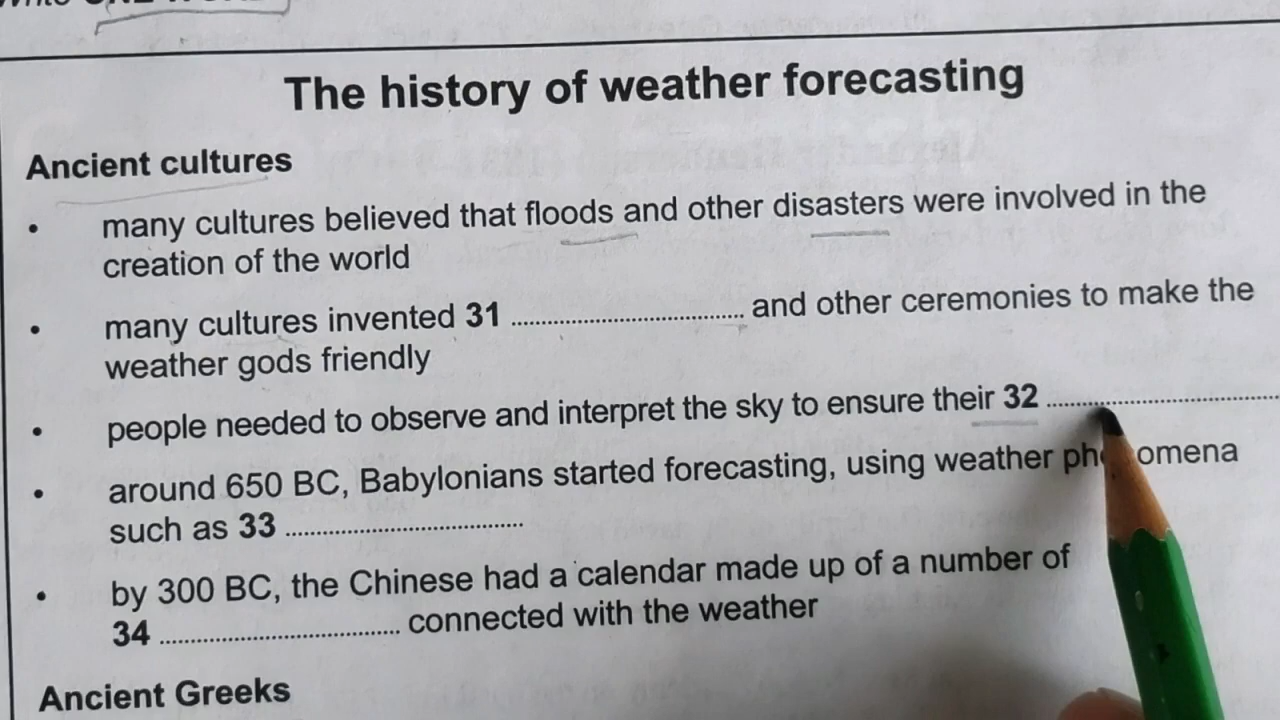 The history of weather forecasting
Ancient cultures
• many cultures believed that floods and other disasters were involved in the
creation of the world
• many cultures invented 31 .................................... and other ceremonies to make the
weather gods friendly
• people needed to observe and interpret the sky to ensure their 32 ....................................
• around 650 BC, Babylonians started forecasting, using weather ph omena
such as 33 ....................................
• by 300 BC, the Chinese had a calendar made up of a number of
34 .................................... connected with the weather
Ancient Greeks